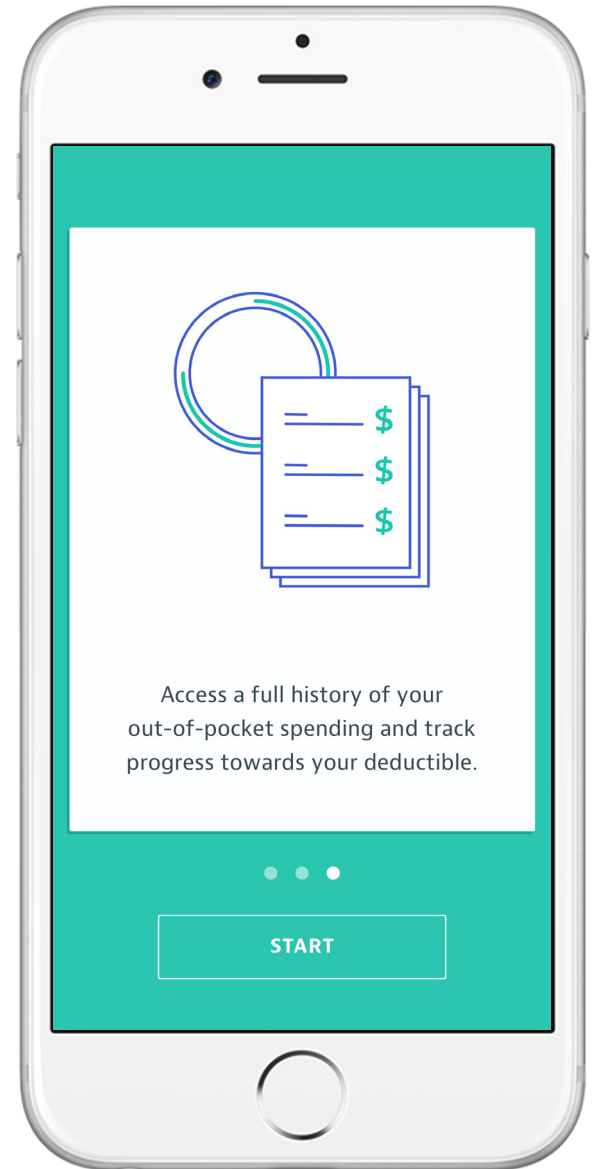 $
$
$
Access a full history of your
out-of-pocket spending and track
progress towards your deductible.
START